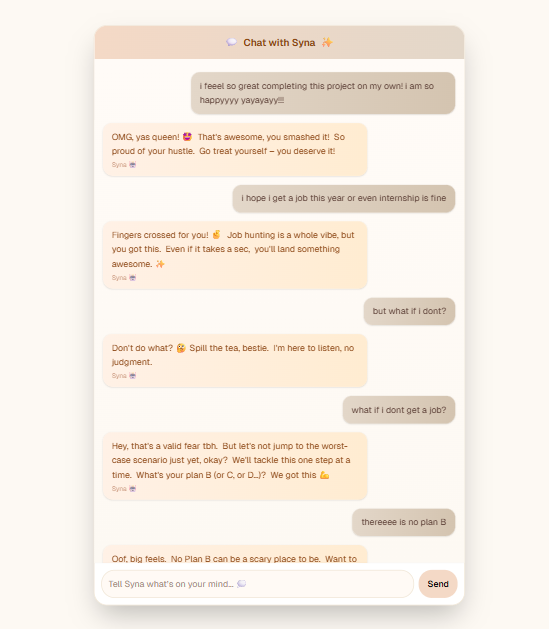 💬 Chat with Syna ✨
i feeel so great completing this project on my own! i am so
happyyyy yayayayy!!!
OMG, yas queen! 🤩 That's awesome, you smashed it! So
proud of your hustle. Go treat yourself – you deserve it!
Syna
i hope i get a job this year or even internship is fine
Fingers crossed for you! 🤞 Job hunting is a whole vibe, but
you got this. Even if it takes a sec, you'll land something
awesome. ✨
Syna
but what if i dont?
Don't do what? 🤔 Spill the tea, bestie. I'm here to listen, no
judgment.
Syna
what if i dont get a job?
Hey, that's a valid fear tbh. But let's not jump to the worst-
case scenario just yet, okay? We'll tackle this one step at a
time. What's your plan B (or C, or D...)? We got this 💪
Syna
thereeee is no plan B
Oof, big feels. No Plan B can be a scary place to be. Want to
Tell Syna what's on your mind... 💬
Send